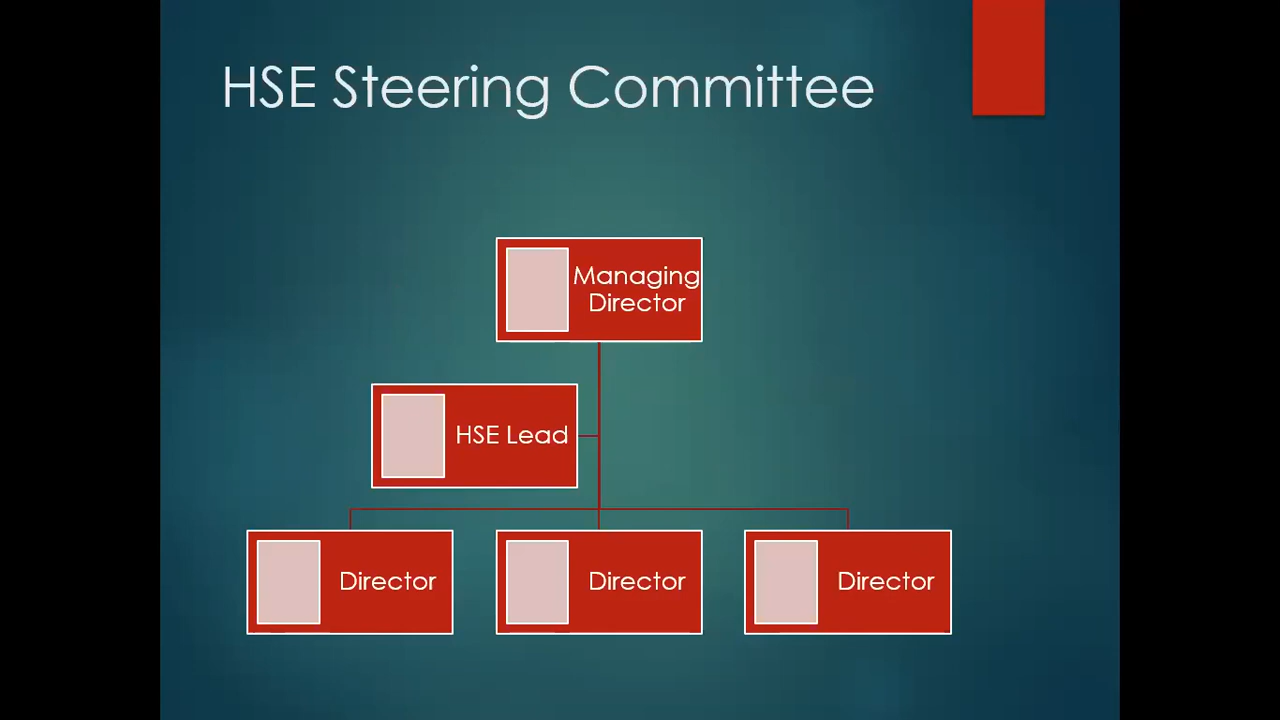 HSE Steering Committee
Managing
Director
HSE Lead
Director
Director
Director